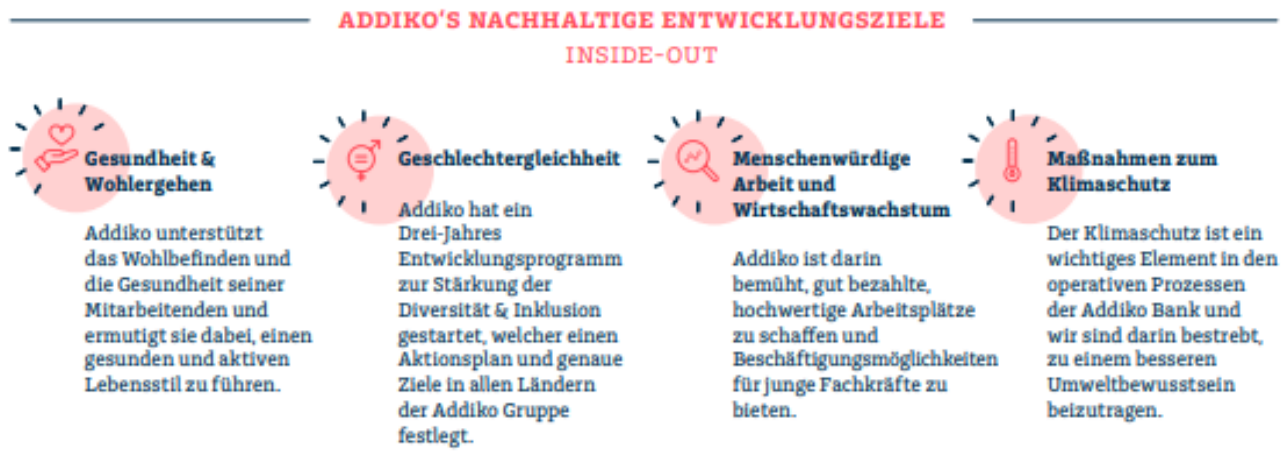 ADDIKO'S NACHHALTIGE ENTWICKLUNGSZIELE
INSIDE-OUT
Gesundheit &
Wohlergehen
Addiko unterstützt
das Wohlbefinden und
die Gesundheit seiner
Mitarbeitenden und
ermutigt sie dabei, einen
gesunden und aktiven
Lebensstil zu führen.
Geschlechtergleichheit
Addiko hat ein
Drei-Jahres
Entwicklungsprogramm
zur Stärkung der
Diversität & Inklusion
gestartet, welcher einen
Aktionsplan und genaue
Ziele in allen Ländern
der Addiko Gruppe
festlegt.
Menschenwürdige
Arbeit und
Wirtschaftswachstum
Addiko ist darin
bemüht, gut bezahlte,
hochwertige Arbeitsplätze
zu schaffen und
Beschäftigungsmöglichkeiten
für junge Fachkräfte zu
bieten.
Maßnahmen zum
Klimaschutz
Der Klimaschutz ist ein
wichtiges Element in den
operativen Prozessen
der Addiko Bank und
wir sind darin bestrebt,
zu einem besseren
Umweltbewusstsein
beizutragen.